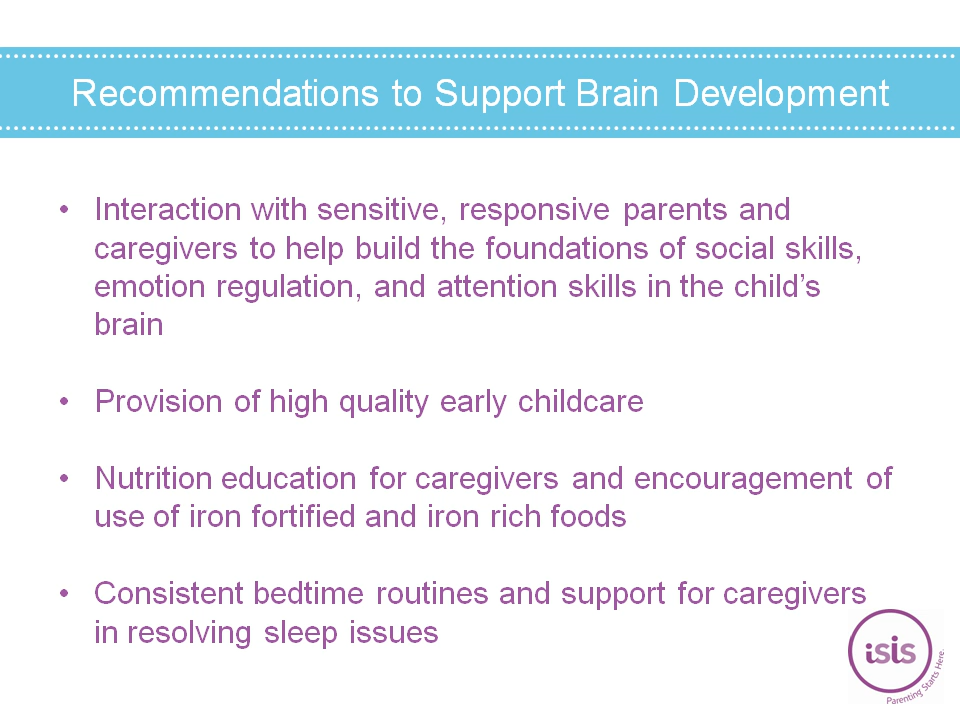 Recommendations to Support Brain Development
• Interaction with sensitive, responsive parents and
caregivers to help build the foundations of social skills,
emotion regulation, and attention skills in the child’s
brain
• Provision of high quality early childcare
• Nutrition education for caregivers and encouragement of
use of iron fortified and iron rich foods
• Consistent bedtime routines and support for caregivers
in resolving sleep issues
isis
Parenting Starts Here.